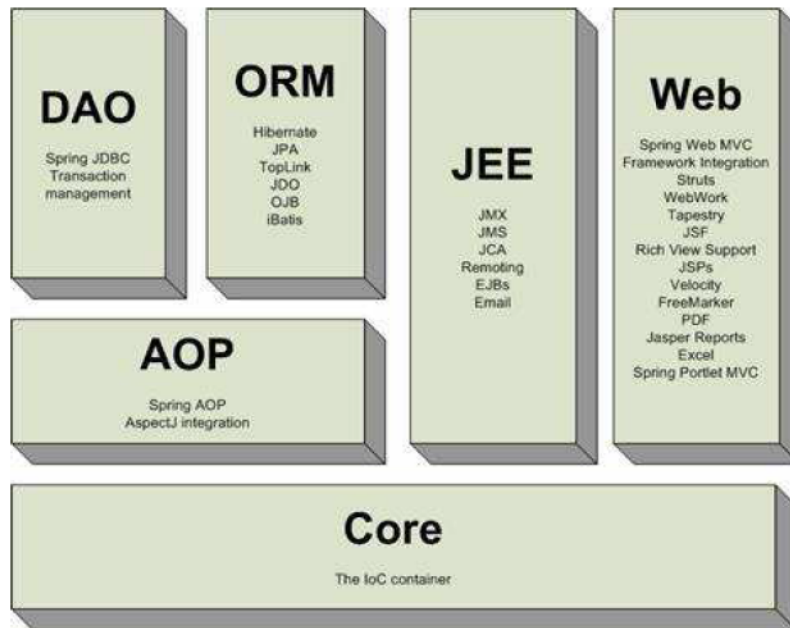 DAO
Spring JDBC
Transaction
management
ORM
Hibernate
JPA
TopLink
JDO
OJB
iBatis
JEE
JMX
JMS
JCA
Remoting
EJBs
Email
Web
Spring Web MVC
Framework Integration
Struts
WebWork
Tapestry
JSF
Rich View Support
JSPs
Velocity
FreeMarker
PDF
Jasper Reports
Excel
Spring Portlet MVC
AOP
Spring AOP
AspectJ integration
Core
The IoC container